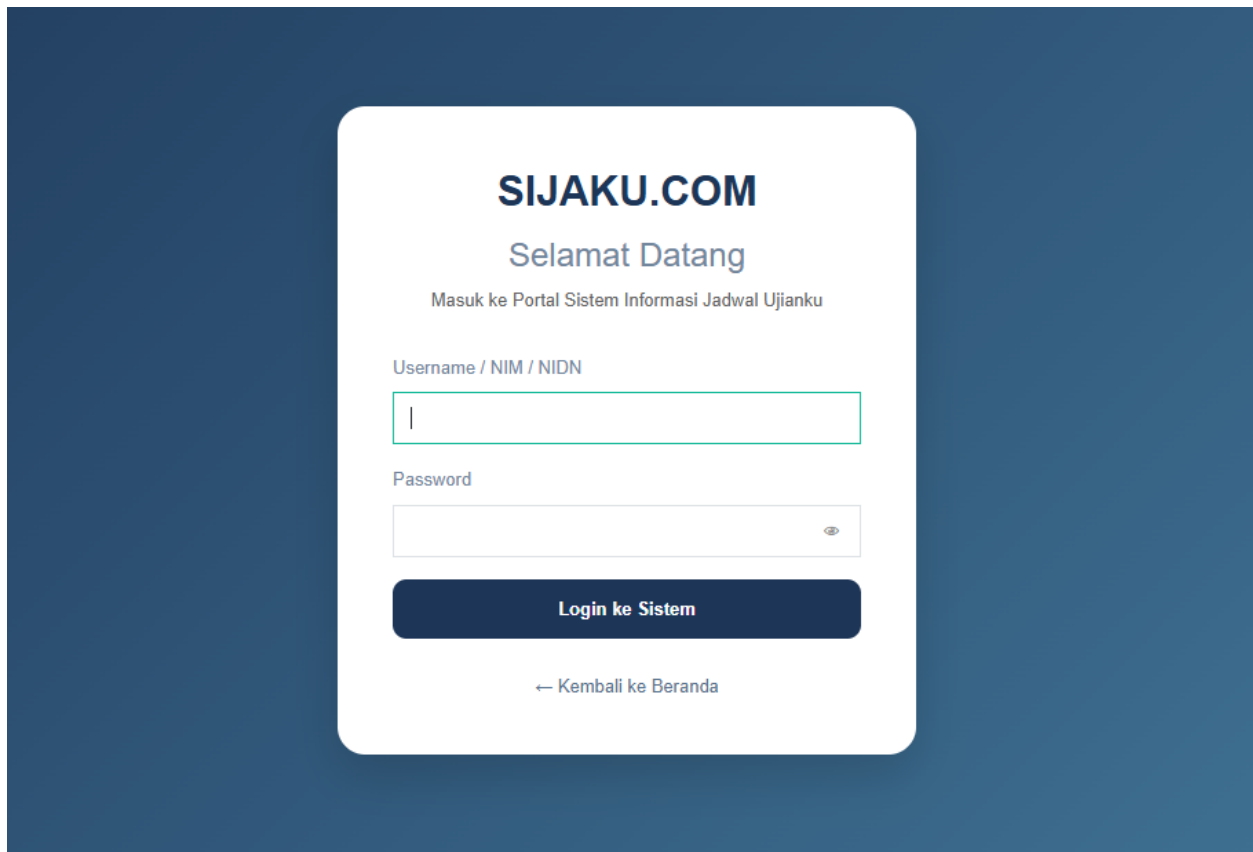 SIJAKU.COM
Selamat Datang
Masuk ke Portal Sistem Informasi Jadwal Ujianku
Username / NIM / NIDN
Password
Login ke Sistem
← Kembali ke Beranda